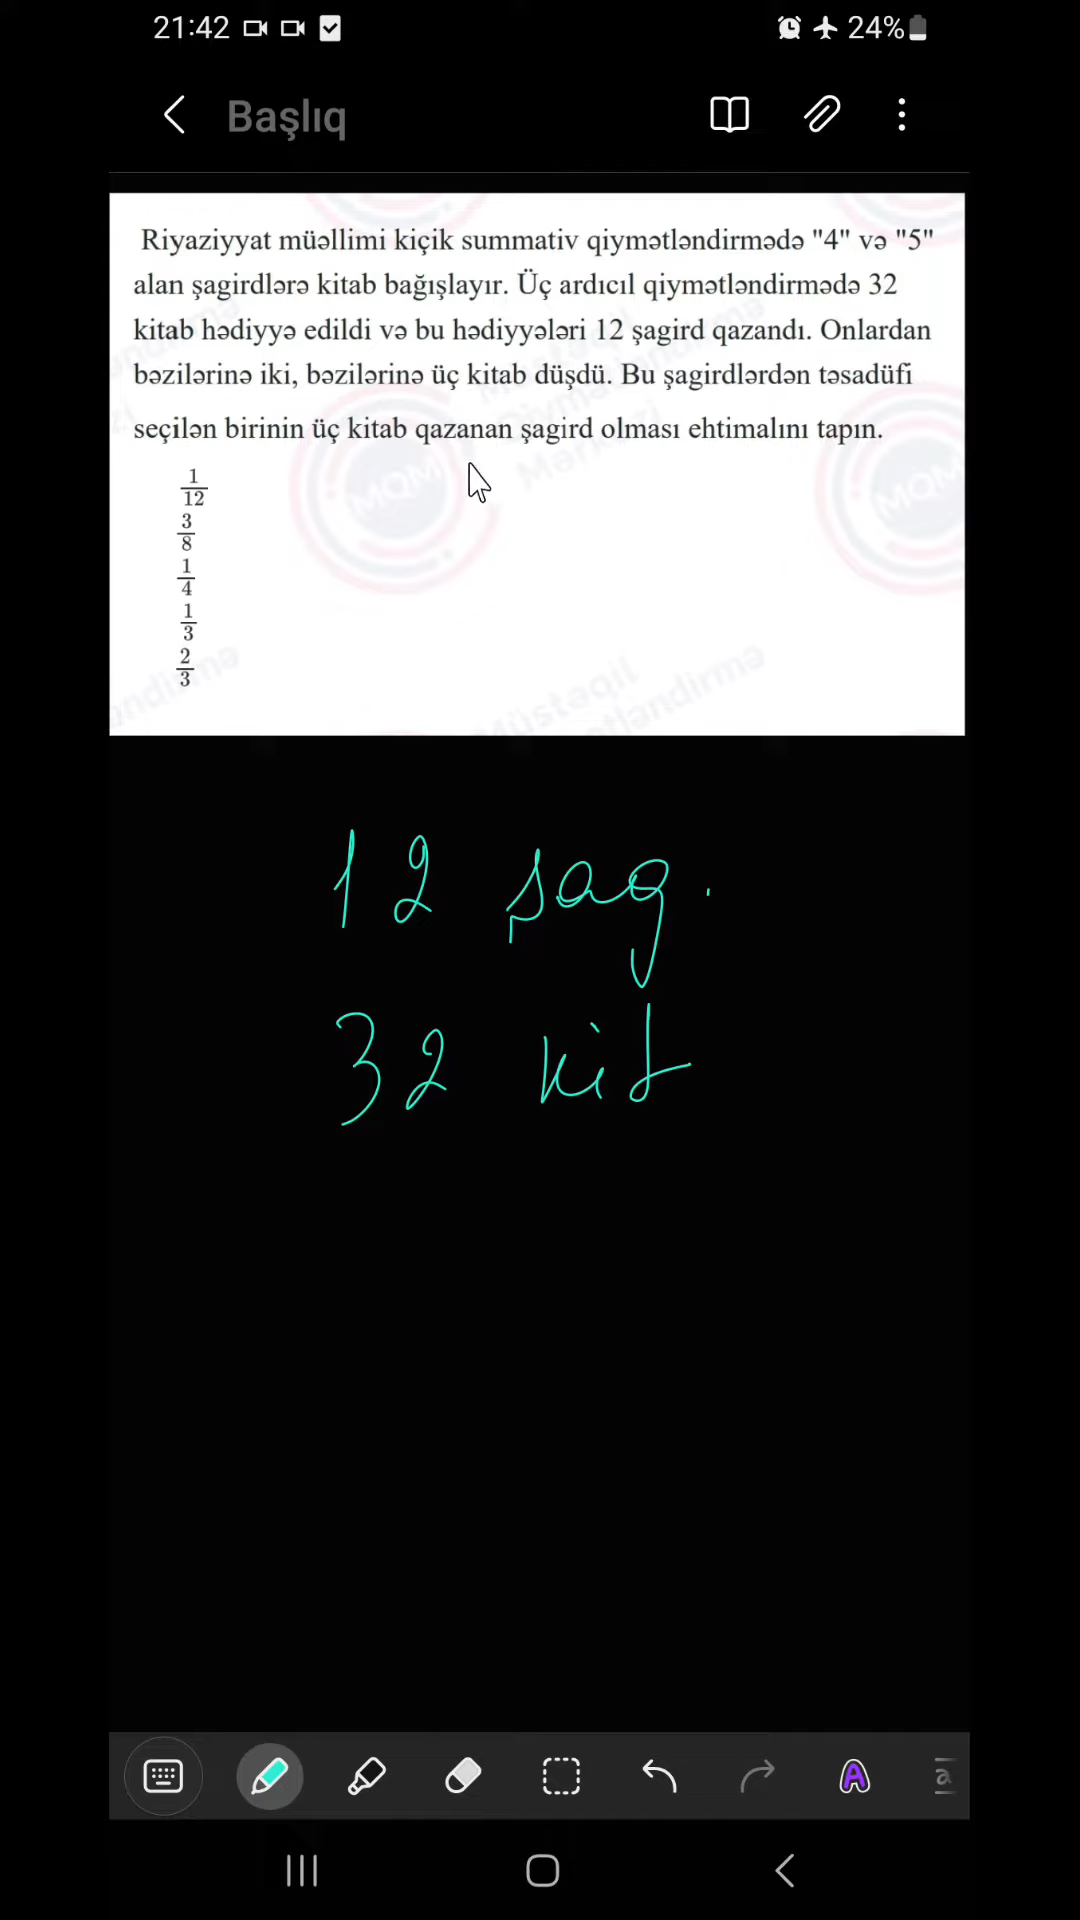 21:42 24%
Başlıq
Riyaziyyat müəllimi kiçik summativ qiymətləndirmədə "4" və "5"
alan şagirdlərə kitab bağışlayır. Üç ardıcıl qiymətləndirmədə 32
kitab hədiyyə edildi və bu hədiyyələri 12 şagird qazandı. Onlardan
bəzilərinə iki, bəzilərinə üç kitab düşdü. Bu şagirdlərdən təsadüfi
seçilən birinin üç kitab qazanan şagird olması ehtimalını tapın.
1/12
3/8
1/4
1/3
2/3
12 şag.
32 kit